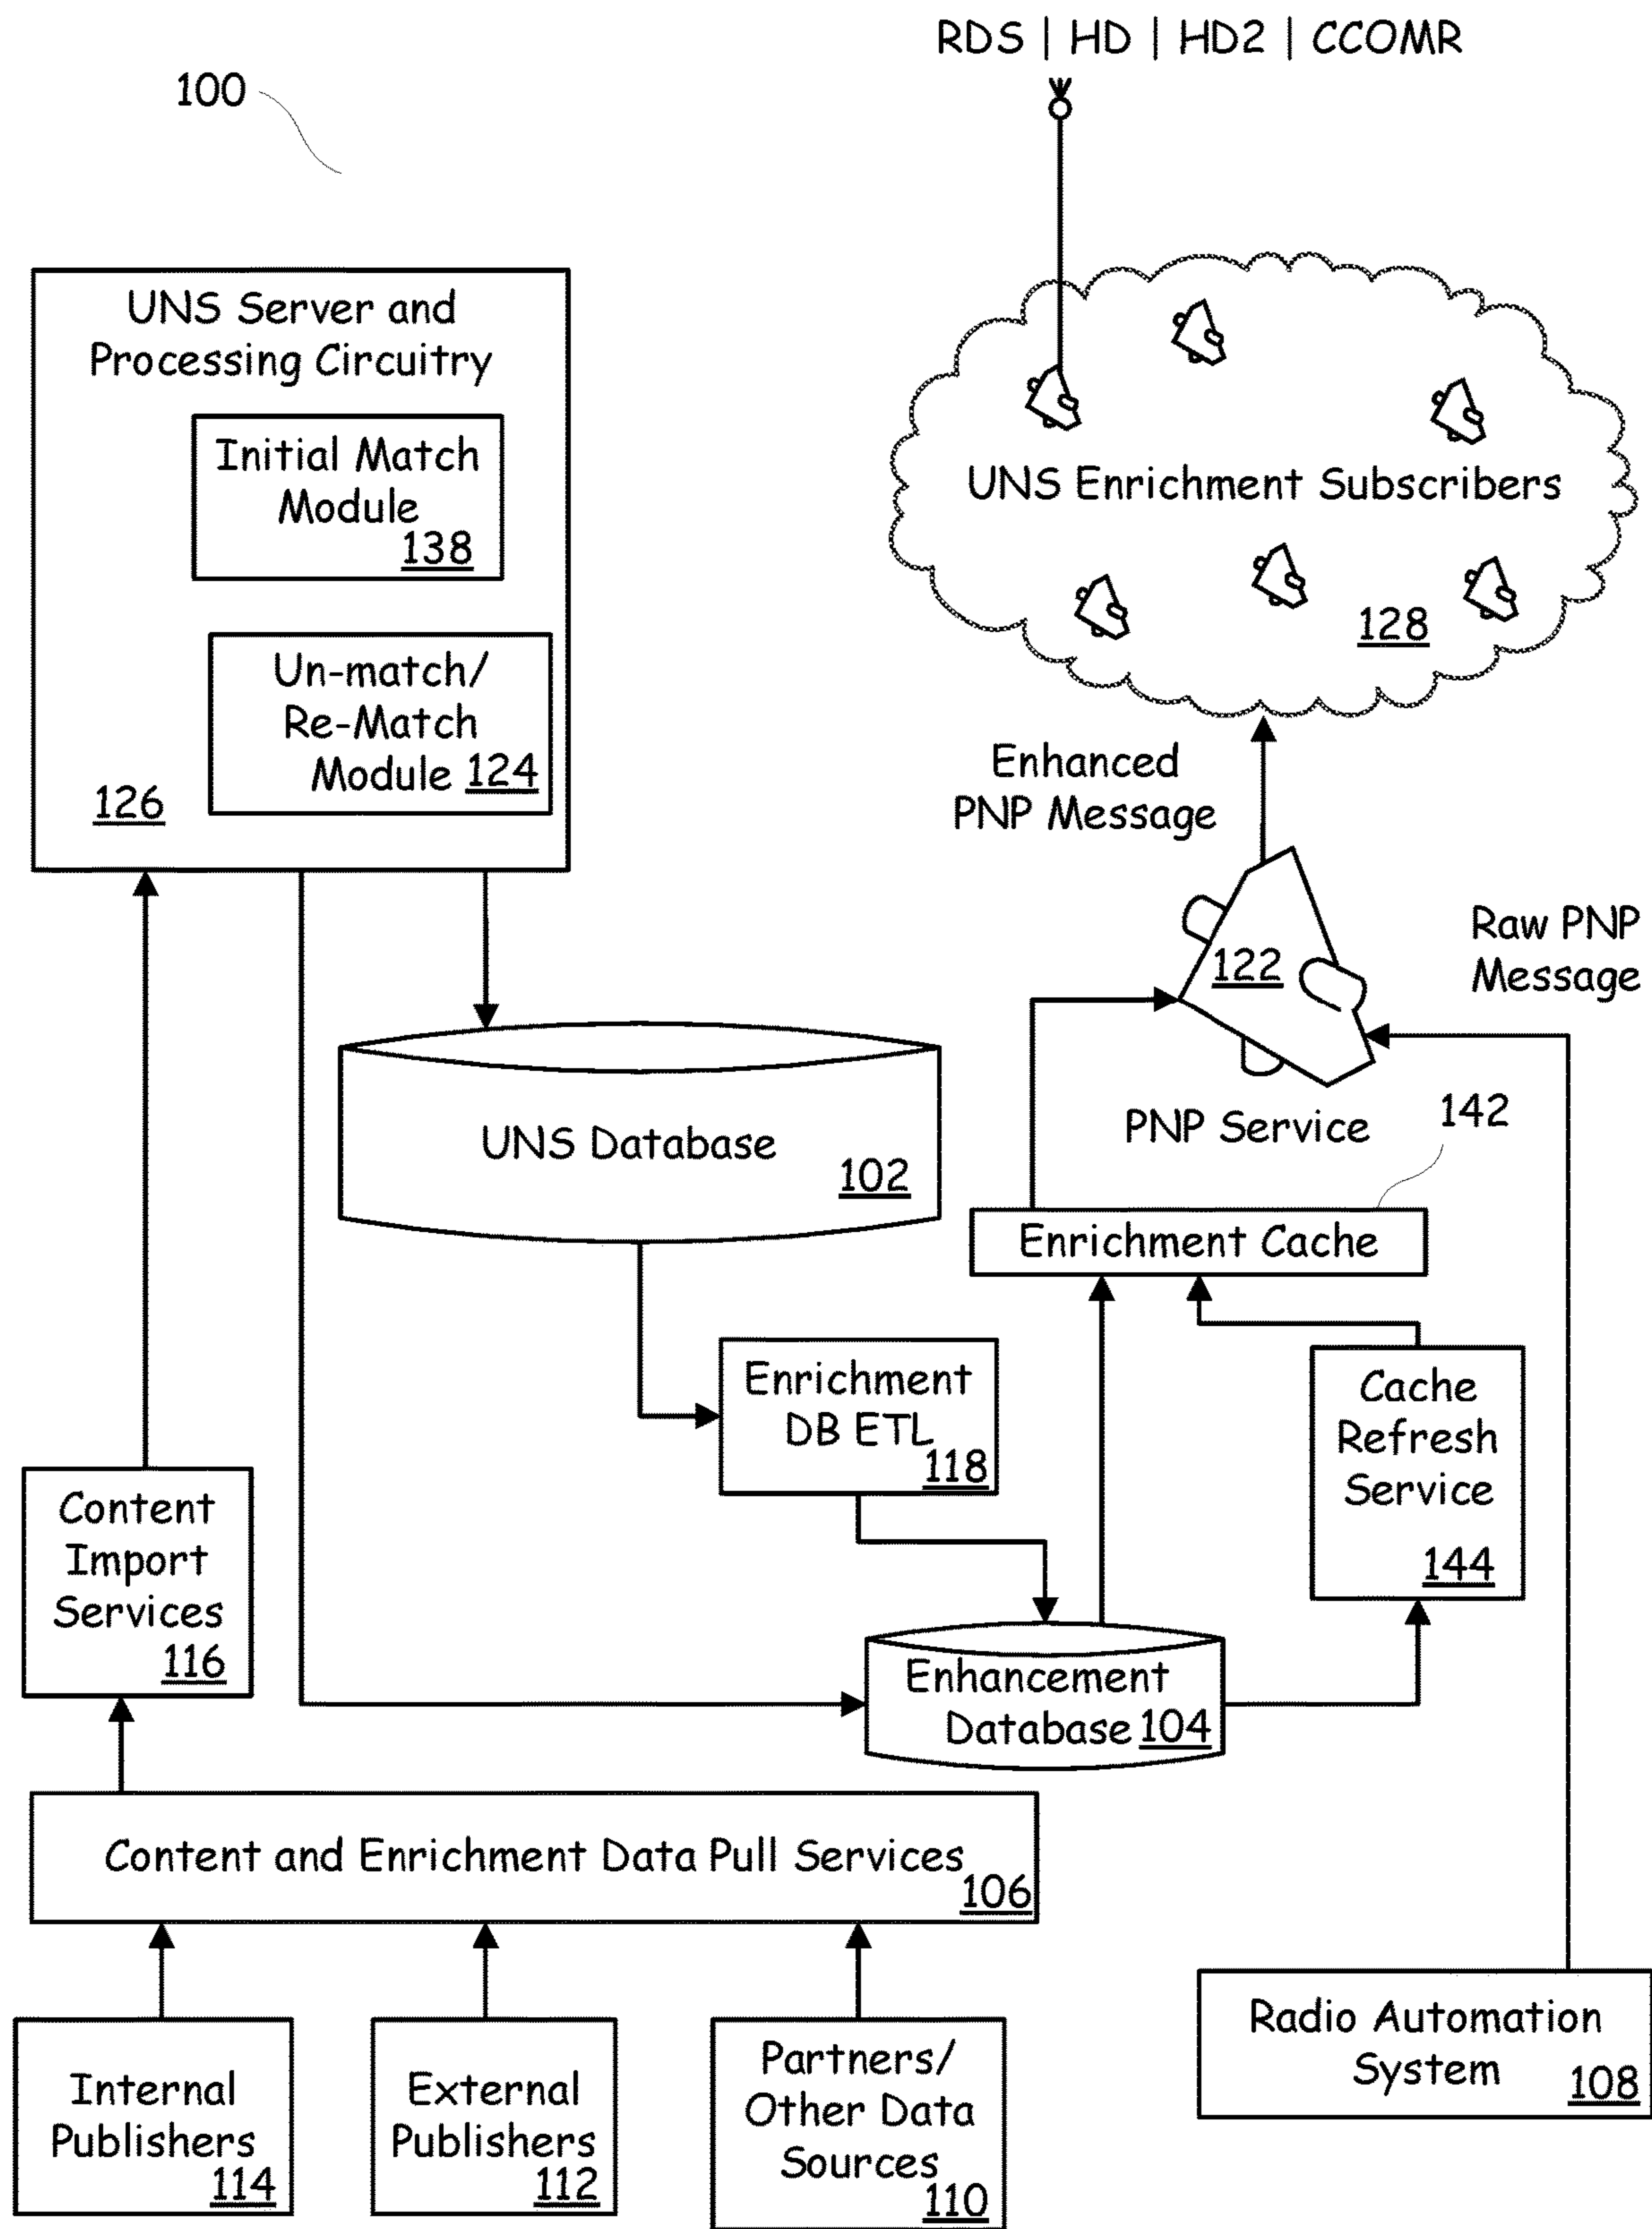 RDS | HD | HD2 | CCOMR
100
UNS Server and
Processing Circuitry
Initial Match
Module
138
Un-match/
Re-Match
Module 124
126
UNS Enrichment Subscribers
128
Enhanced
PNP Message
122
Raw PNP
Message
PNP Service
142
UNS Database
102
Enrichment Cache
Enrichment
DB ETL
118
Cache
Refresh
Service
144
Content
Import
Services
116
Enhancement
Database 104
Content and Enrichment Data Pull Services
106
Internal
Publishers
114
External
Publishers
112
Partners/
Other Data
Sources
110
Radio Automation
System
108